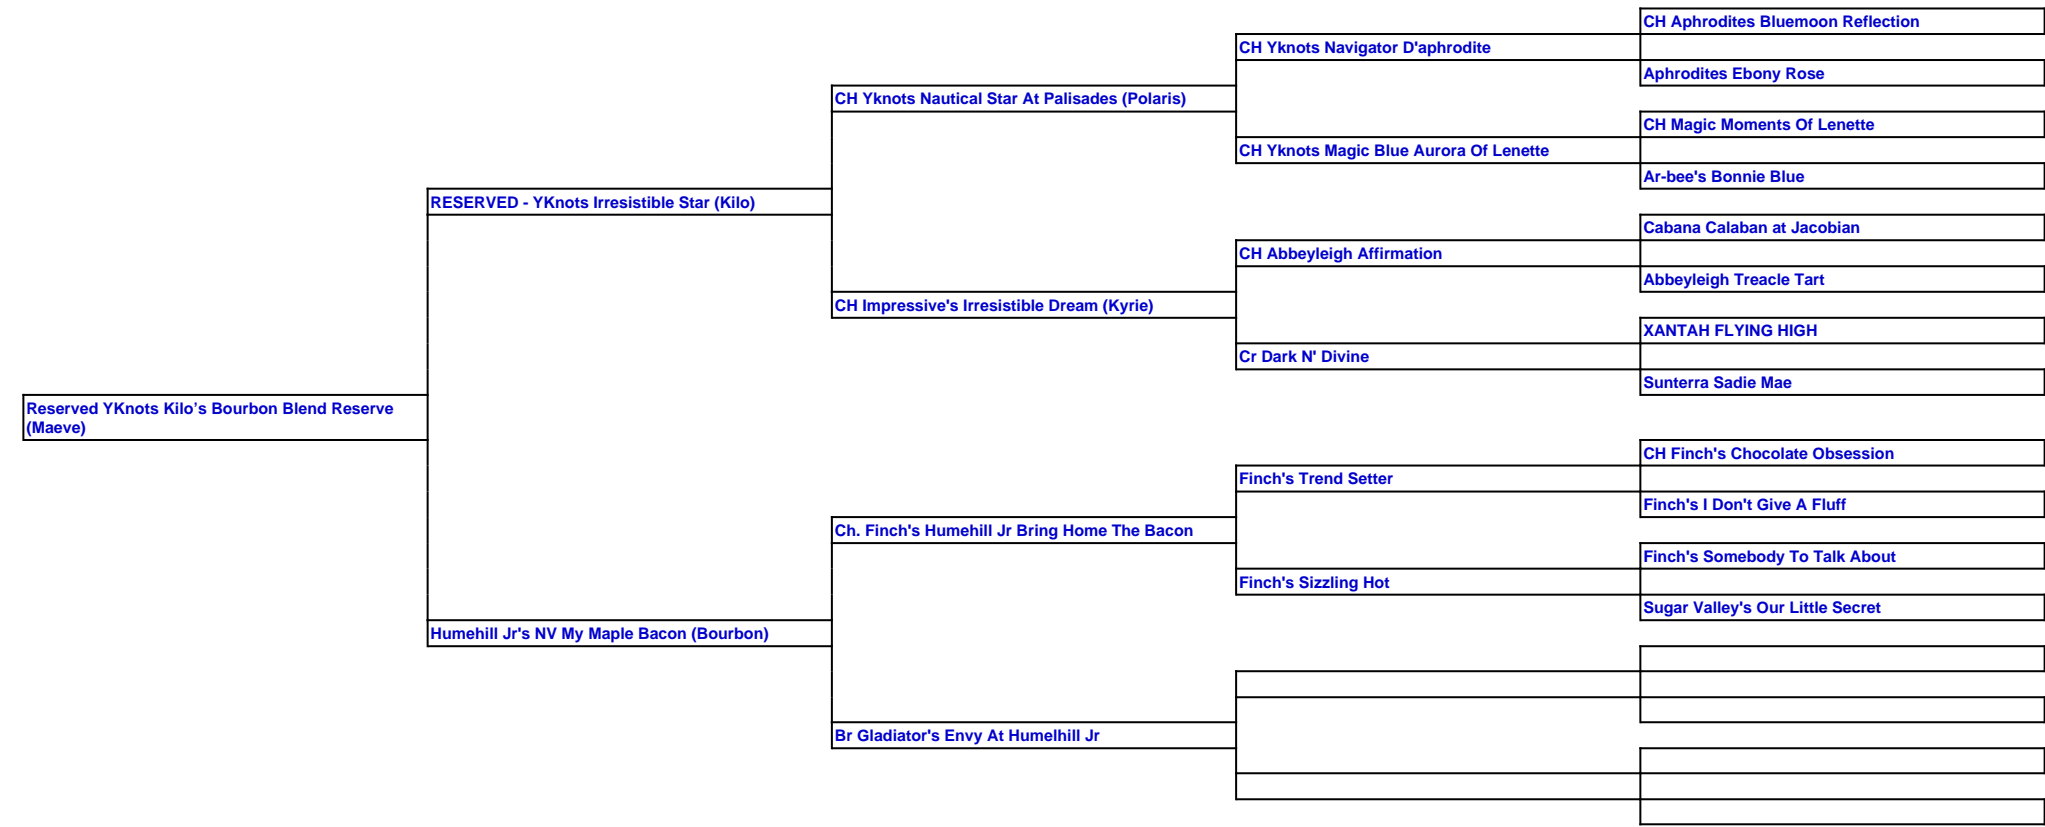 CH Aphrodites Bluemoon Reflection
CH Yknots Navigator D'aphrodite
Aphrodites Ebony Rose
CH Yknots Nautical Star At Palisades (Polaris)
CH Magic Moments Of Lenette
CH Yknots Magic Blue Aurora Of Lenette
Ar-bee's Bonnie Blue
RESERVED - YKnots Irresistible Star (Kilo)
Cabana Calaban at Jacobian
CH Abbeyleigh Affirmation
Abbeyleigh Treacle Tart
CH Impressive's Irresistible Dream (Kyrie)
XANTAH FLYING HIGH
Cr Dark N' Divine
Sunterra Sadie Mae
Reserved YKnots Kilo’s Bourbon Blend Reserve
(Maeve)
CH Finch's Chocolate Obsession
Finch's Trend Setter
Finch's I Don't Give A Fluff
Ch. Finch's Humehill Jr Bring Home The Bacon
Finch's Somebody To Talk About
Finch's Sizzling Hot
Sugar Valley's Our Little Secret
Humehill Jr's NV My Maple Bacon (Bourbon)
Br Gladiator's Envy At Humelhill Jr